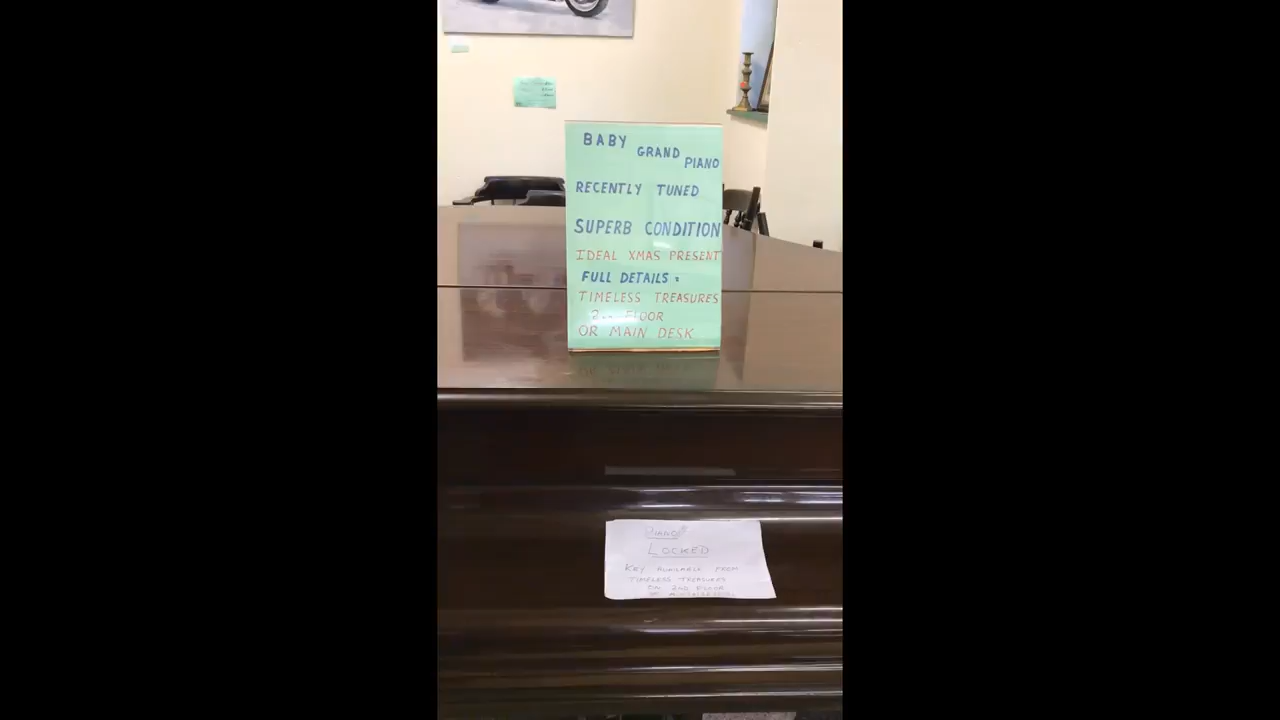 BABY GRAND PIANO
RECENTLY TUNED
SUPERB CONDITION
IDEAL XMAS PRESENT
FULL DETAILS :
TIMELESS TREASURES
FLOOR
OR MAIN DESK
PIANO
LOCKED
KEY AVAILABLE FROM
TIMELESS TREASURES
ON 2ND FLOOR